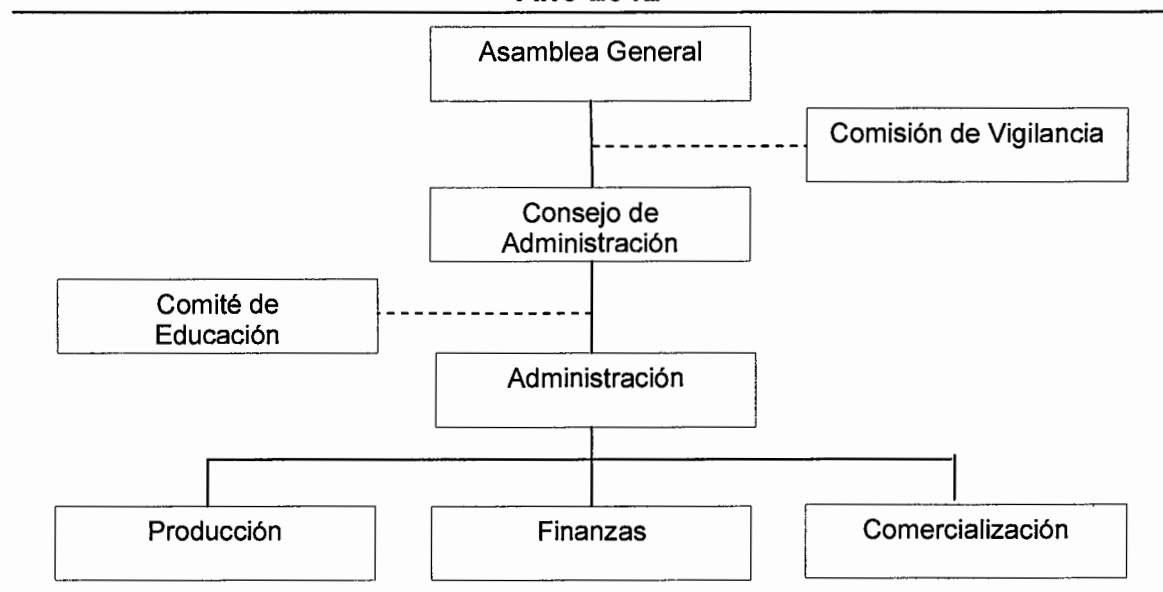 Asamblea General
Comisión de Vigilancia
Consejo de
Administración
Comité de
Educación
Administración
Producción
Finanzas
Comercialización